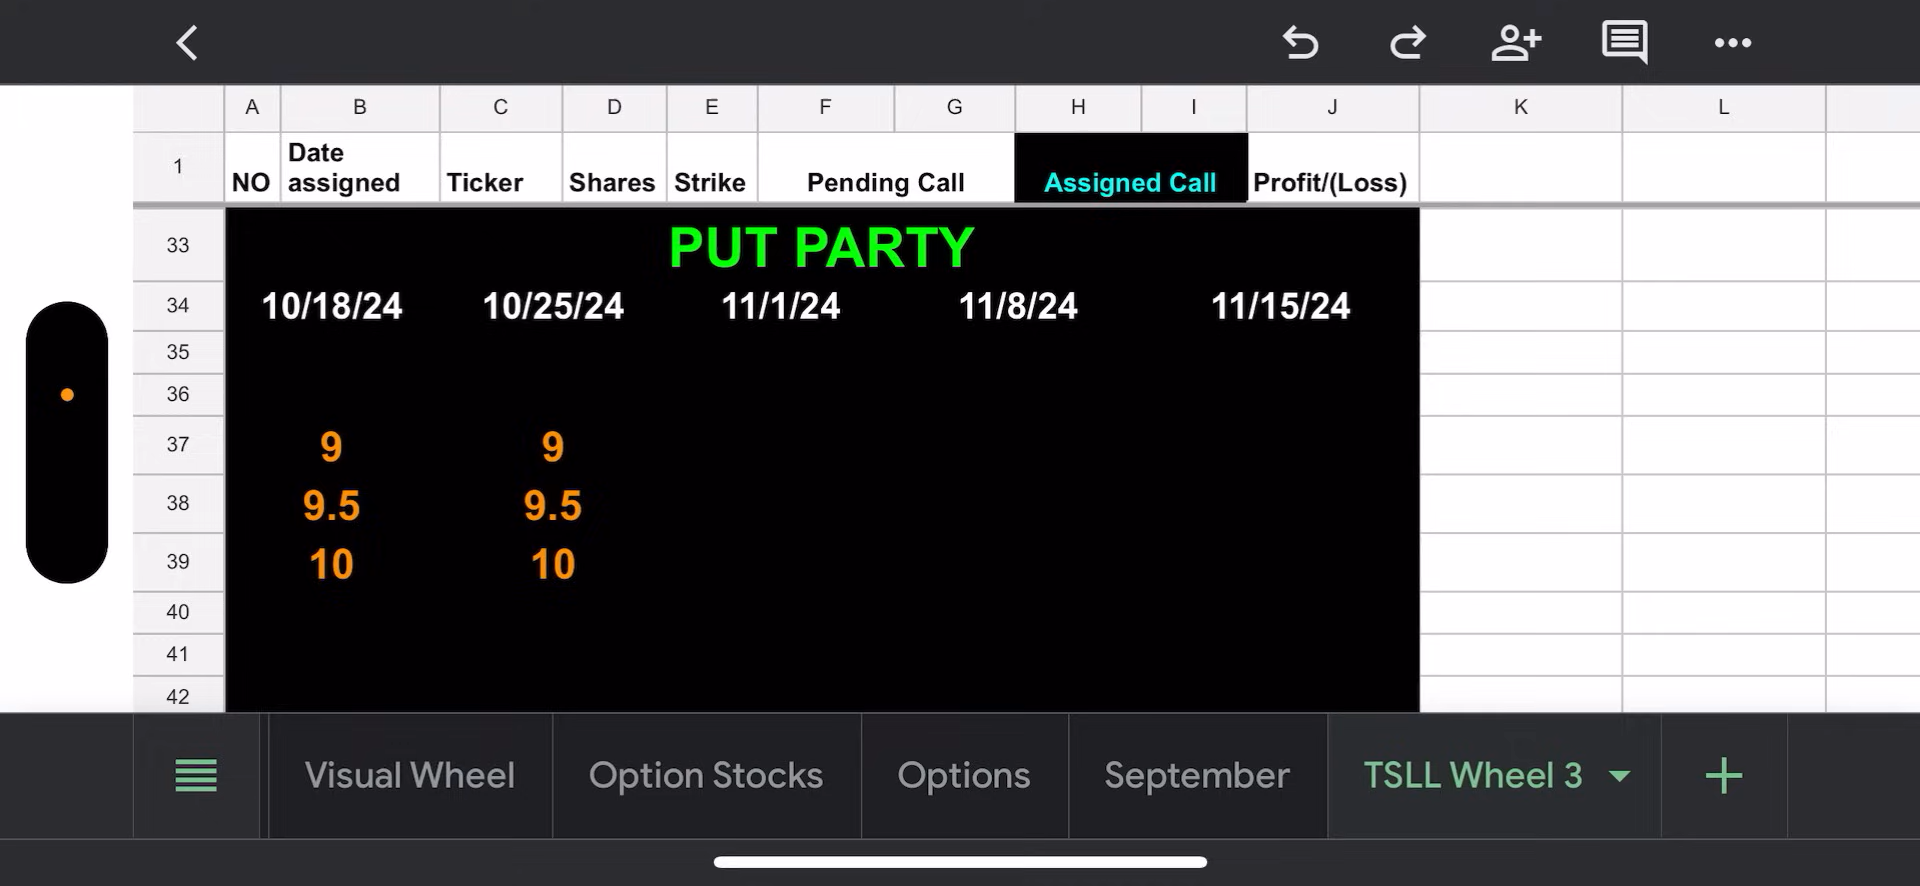 A B C D E F G H I J K L
1 NO Date assigned Ticker Shares Strike Pending Call Assigned Call Profit/(Loss)
33 PUT PARTY
34 10/18/24 10/25/24 11/1/24 11/8/24 11/15/24
35
36
37 9 9
38 9.5 9.5
39 10 10
40
41
42
Visual Wheel Option Stocks Options September TSLL Wheel 3